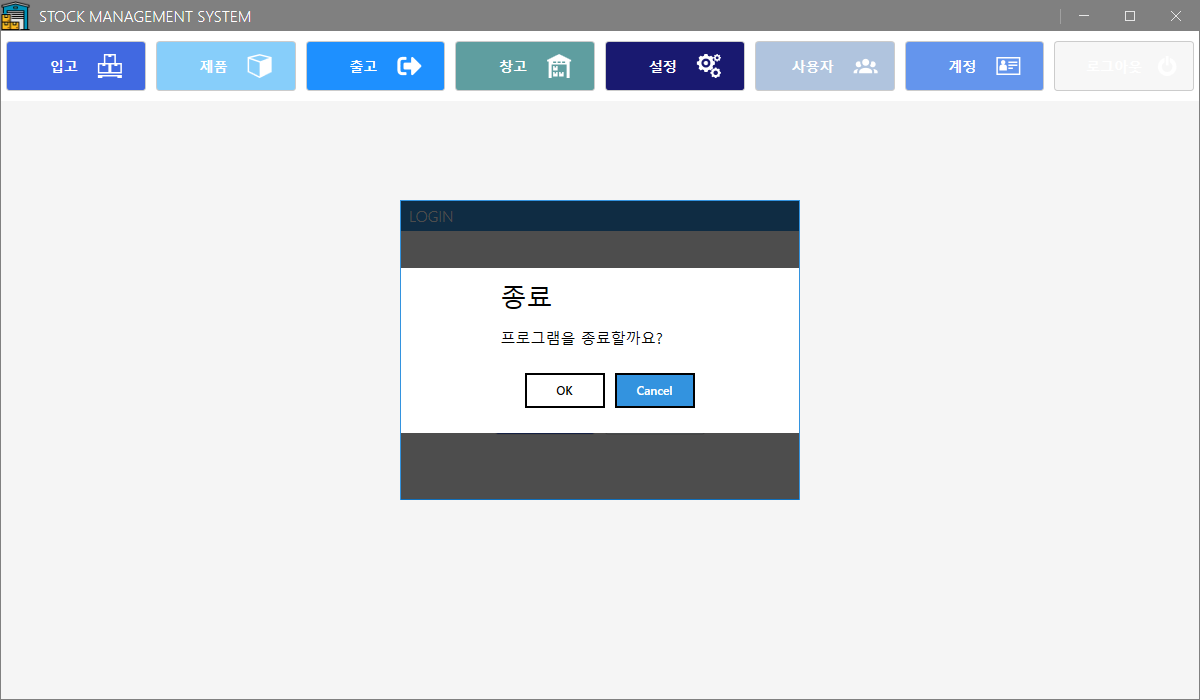 STOCK MANAGEMENT SYSTEM
입고
제품
출고
창고
설정
사용자
계정
로그아웃
LOGIN
종료
프로그램을 종료할까요?
OK
Cancel